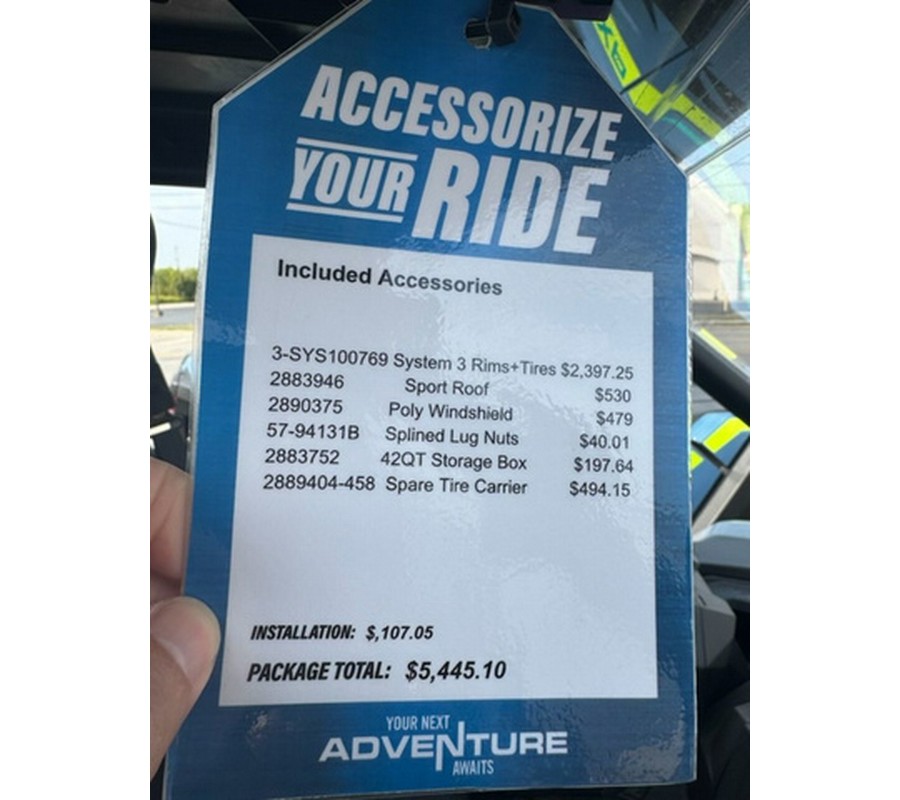 ACCESSORIZE
YOUR RIDE
Included Accessories
3-SYS100769 System 3 Rims+Tires $2,397.25
2883946 Sport Roof $530
2890375 Poly Windshield $479
57-94131B Splined Lug Nuts $40.01
2883752 42QT Storage Box $197.64
2889404-458 Spare Tire Carrier $494.15
INSTALLATION: $,107.05
PACKAGE TOTAL: $5,445.10
YOUR NEXT
ADVENTURE
AWAITS